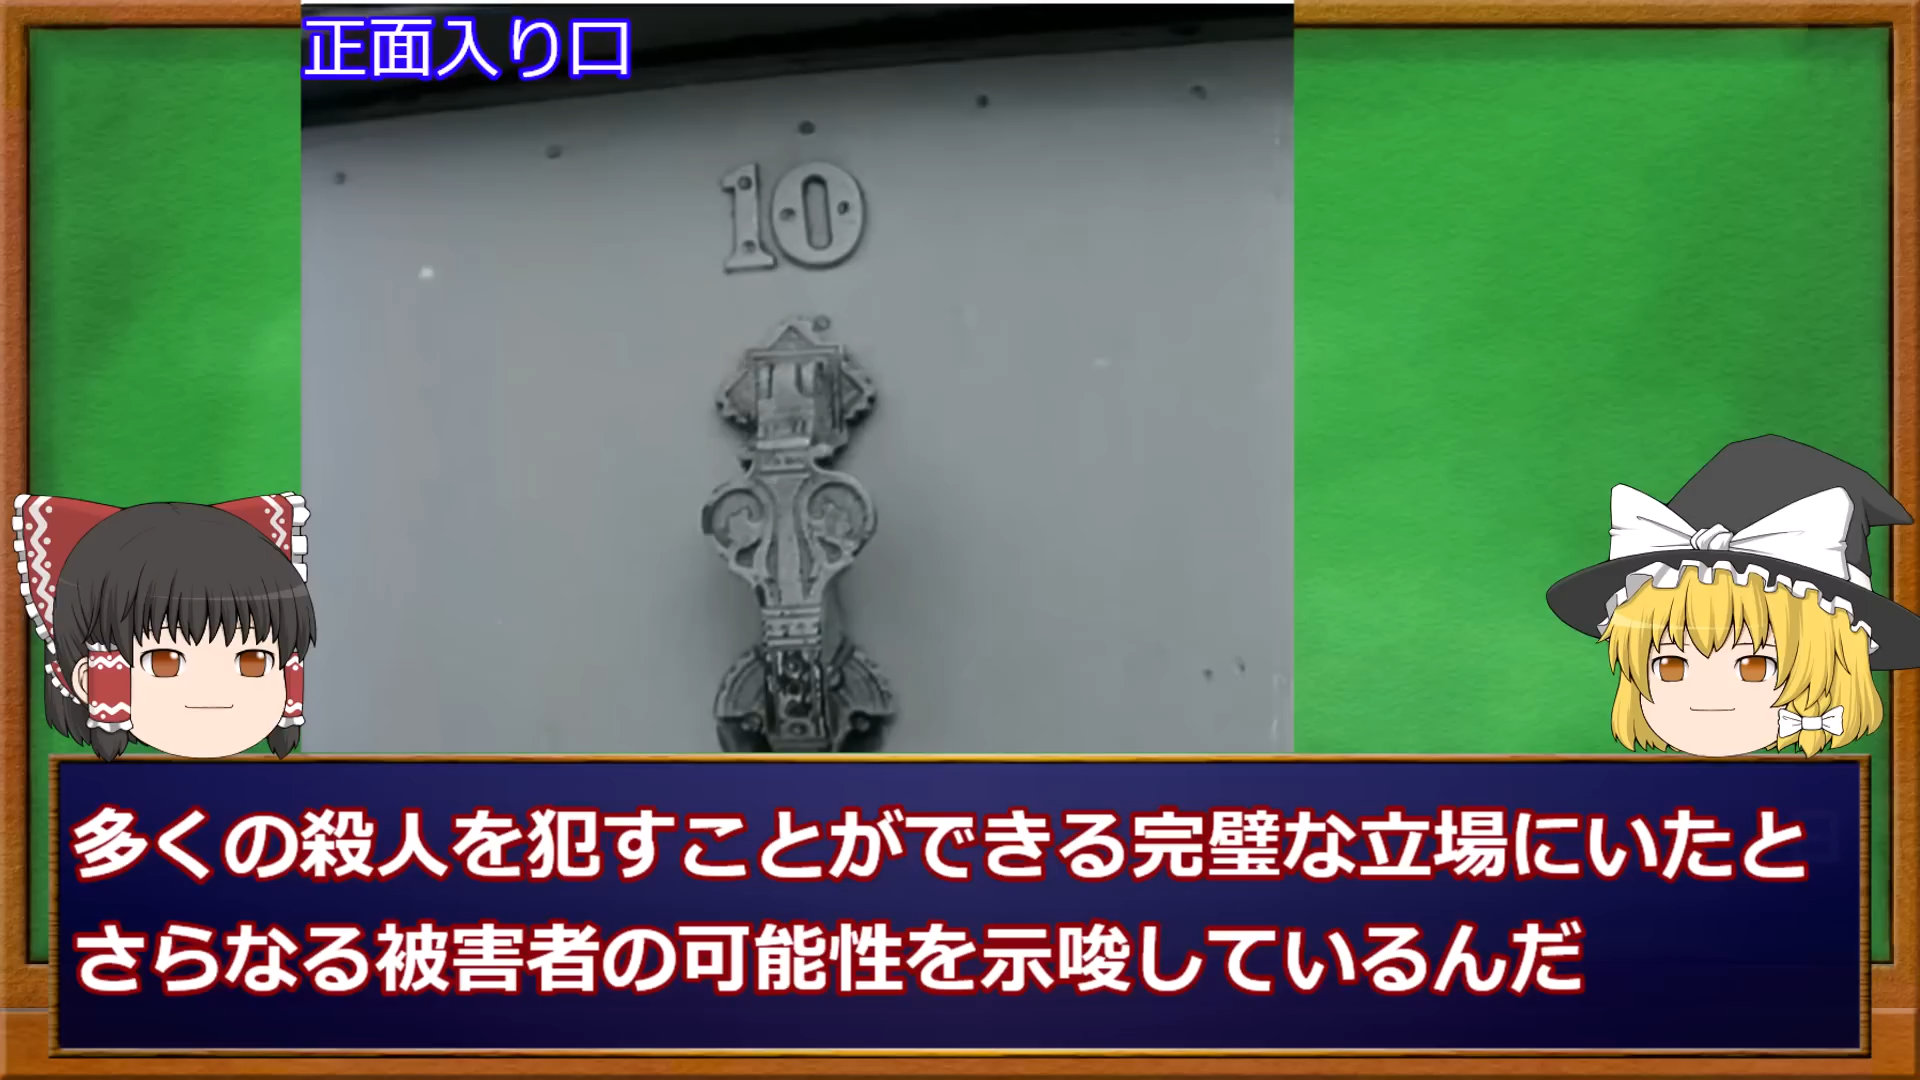 正面入り口
10
多くの殺人を犯すことができる完璧な立場にいたと
さらなる被害者の可能性を示唆しているんだ